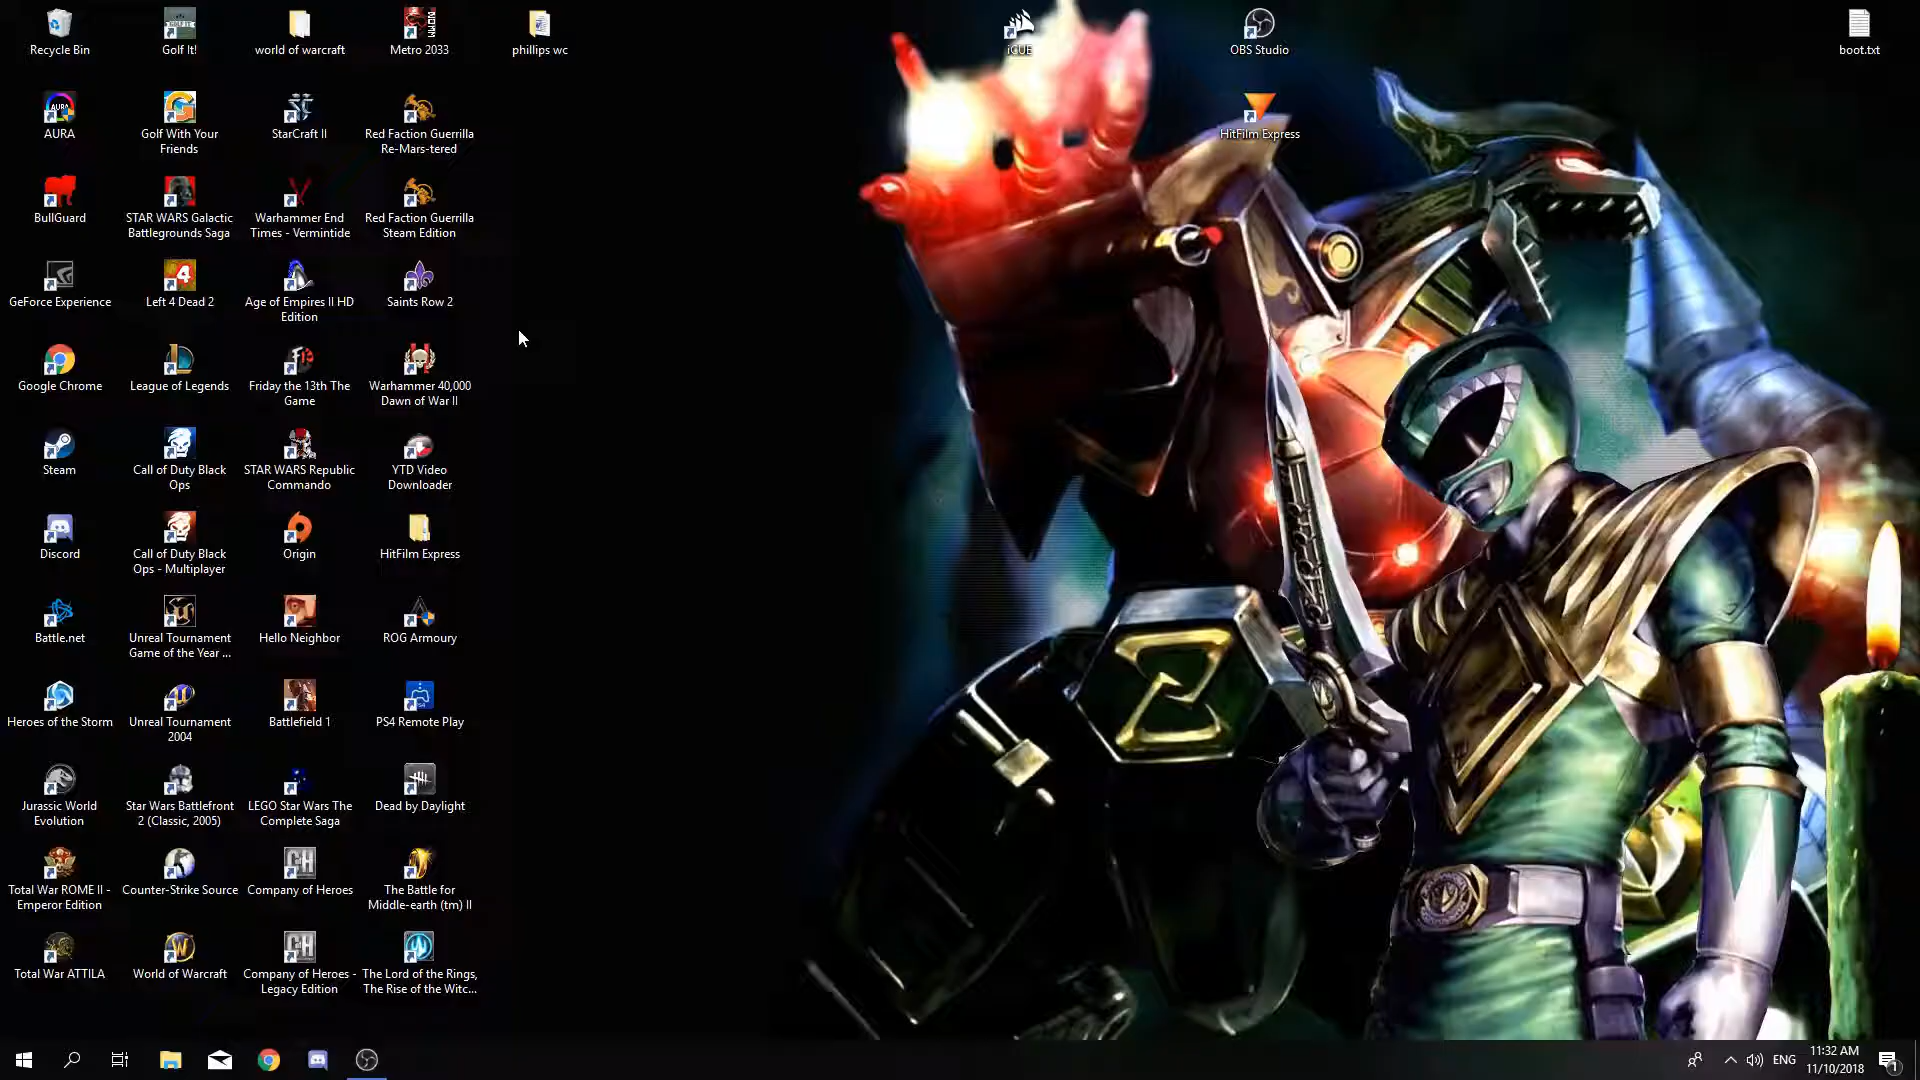 Recycle Bin
Golf It!
world of warcraft
Metro 2033
phillips wc
iCUE
OBS Studio
boot.txt
AURA
Golf With Your
Friends
StarCraft II
Red Faction Guerrilla
Re-Mars-tered
HitFilm Express
BullGuard
STAR WARS Galactic
Battlegrounds Saga
Warhammer End
Times - Vermintide
Red Faction Guerrilla
Steam Edition
GeForce Experience
Left 4 Dead 2
Age of Empires II HD
Edition
Saints Row 2
Google Chrome
League of Legends
Friday the 13th The
Game
Warhammer 40,000
Dawn of War II
Steam
Call of Duty Black
Ops
STAR WARS Republic
Commando
YTD Video
Downloader
Discord
Call of Duty Black
Ops - Multiplayer
Origin
HitFilm Express
Battle.net
Unreal Tournament
Game of the Year ...
Hello Neighbor
ROG Armoury
Heroes of the Storm
Unreal Tournament
2004
Battlefield 1
PS4 Remote Play
Jurassic World
Evolution
Star Wars Battlefront
2 (Classic, 2005)
LEGO Star Wars The
Complete Saga
Dead by Daylight
Total War ROME II -
Emperor Edition
Counter-Strike Source
Company of Heroes
The Battle for
Middle-earth (tm) II
Total War ATTILA
World of Warcraft
Company of Heroes -
Legacy Edition
The Lord of the Rings,
The Rise of the Witc...
ENG
11:32 AM
11/10/2018
1